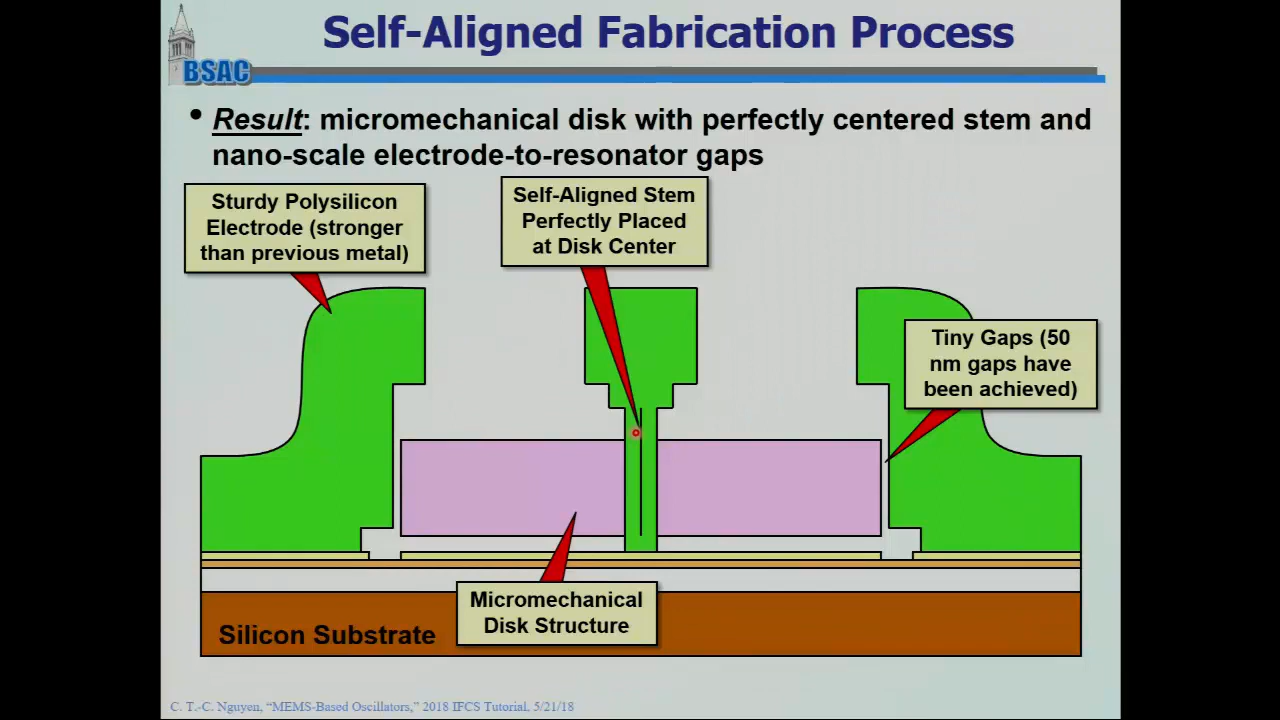 Self-Aligned Fabrication Process
BSAC
• Result: micromechanical disk with perfectly centered stem and
nano-scale electrode-to-resonator gaps
Sturdy Polysilicon
Electrode (stronger
than previous metal)
Self-Aligned Stem
Perfectly Placed
at Disk Center
Tiny Gaps (50
nm gaps have
been achieved)
Micromechanical
Disk Structure
Silicon Substrate
C. T.-C. Nguyen, “MEMS-Based Oscillators,” 2018 IFCS Tutorial, 5/21/18